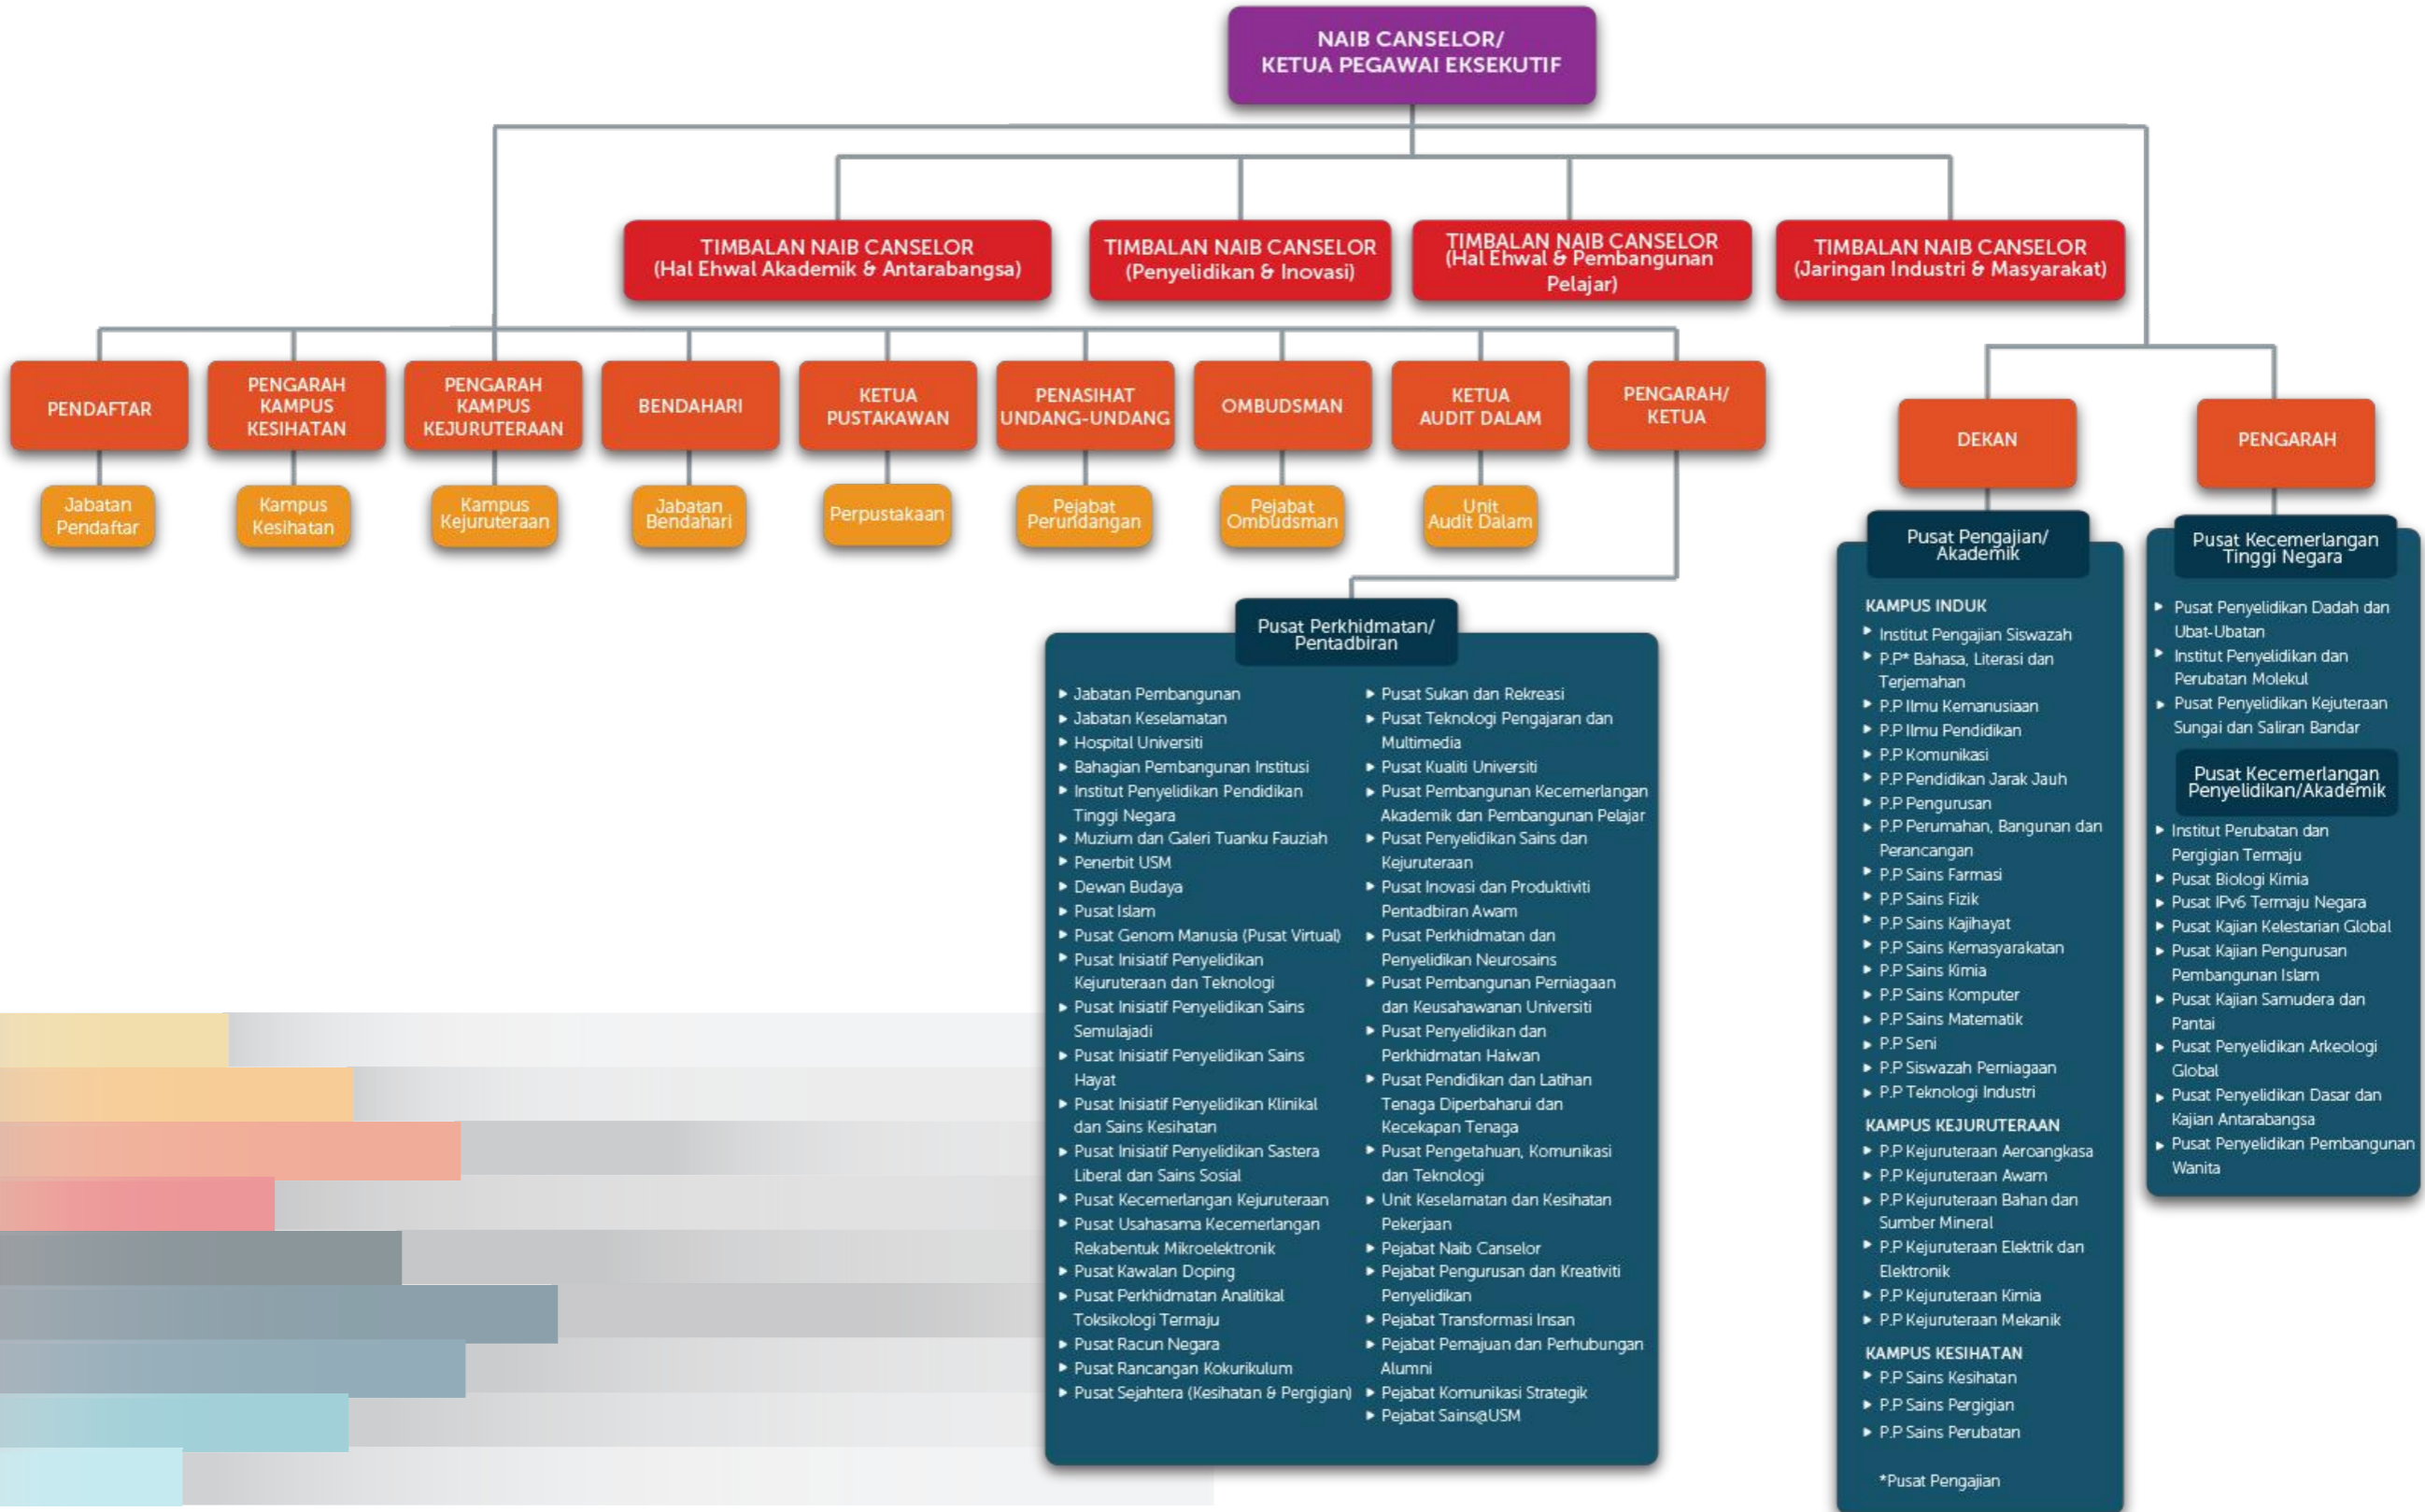 NAIB CANSELOR/
KETUA PEGAWAI EKSEKUTIF
TIMBALAN NAIB CANSELOR
(Hal Ehwal Akademik & Antarabangsa)
TIMBALAN NAIB CANSELOR
(Penyelidikan & Inovasi)
TIMBALAN NAIB CANSELOR
(Hal Ehwal & Pembangunan
Pelajar)
TIMBALAN NAIB CANSELOR
(Jaringan Industri & Masyarakat)
PENDAFTAR
PENGARAH
KAMPUS
KESIHATAN
PENGARAH
KAMPUS
KEJURUTERAAN
BENDAHARI
KETUA
PUSTAKAWAN
PENASIHAT
UNDANG-UNDANG
OMBUDSMAN
KETUA
AUDIT DALAM
PENGARAH/
KETUA
DEKAN
PENGARAH
Jabatan
Pendaftar
Kampus
Kesihatan
Kampus
Kejuruteraan
Jabatan
Bendahari
Perpustakaan
Pejabat
Perundangan
Pejabat
Ombudsman
Unit
Audit Dalam
Pusat Perkhidmatan/
Pentadbiran
Jabatan Pembangunan
Jabatan Keselamatan
Hospital Universiti
Bahagian Pembangunan Institusi
Institut Penyelidikan Pendidikan
Tinggi Negara
Muzium dan Galeri Tuanku Fauziah
Penerbit USM
Dewan Budaya
Pusat Islam
Pusat Genom Manusia (Pusat Virtual)
Pusat Inisiatif Penyelidikan
Kejuruteraan dan Teknologi
Pusat Inisiatif Penyelidikan Sains
Semulajadi
Pusat Inisiatif Penyelidikan Sains
Hayat
Pusat Inisiatif Penyelidikan Klinikal
dan Sains Kesihatan
Pusat Inisiatif Penyelidikan Sastera
Liberal dan Sains Sosial
Pusat Kecemerlangan Kejuruteraan
Pusat Usahasama Kecemerlangan
Rekabentuk Mikroelektronik
Pusat Kawalan Doping
Pusat Perkhidmatan Analitikal
Toksikologi Termaju
Pusat Racun Negara
Pusat Rancangan Kokurikulum
Pusat Sejahtera (Kesihatan & Pergigian)
Pusat Sukan dan Rekreasi
Pusat Teknologi Pengajaran dan
Multimedia
Pusat Kualiti Universiti
Pusat Pembangunan Kecemerlangan
Akademik dan Pembangunan Pelajar
Pusat Penyelidikan Sains dan
Kejuruteraan
Pusat Inovasi dan Produktiviti
Pentadbiran Awam
Pusat Perkhidmatan dan
Penyelidikan Neurosains
Pusat Pembangunan Perniagaan
dan Keusahawanan Universiti
Pusat Penyelidikan dan
Perkhidmatan Haiwan
Pusat Pendidikan dan Latihan
Tenaga Diperbaharui dan
Kecekapan Tenaga
Pusat Pengetahuan, Komunikasi
dan Teknologi
Unit Keselamatan dan Kesihatan
Pekerjaan
Pejabat Naib Canselor
Pejabat Pengurusan dan Kreativiti
Penyelidikan
Pejabat Transformasi Insan
Pejabat Pemajuan dan Perhubungan
Alumni
Pejabat Komunikasi Strategik
Pejabat Sains@USM
Pusat Pengajian/
Akademik
KAMPUS INDUK
Institut Pengajian Siswazah
P.P* Bahasa, Literasi dan
Terjemahan
P.P Ilmu Kemanusiaan
P.P Ilmu Pendidikan
P.P Komunikasi
P.P Pendidikan Jarak Jauh
P.P Pengurusan
P.P Perumahan, Bangunan dan
Perancangan
P.P Sains Farmasi
P.P Sains Fizik
P.P Sains Kajihayat
P.P Sains Kemasyarakatan
P.P Sains Kimia
P.P Sains Komputer
P.P Sains Matematik
P.P Seni
P.P Siswazah Perniagaan
P.P Teknologi Industri
KAMPUS KEJURUTERAAN
P.P Kejuruteraan Aeroangkasa
P.P Kejuruteraan Awam
P.P Kejuruteraan Bahan dan
Sumber Mineral
P.P Kejuruteraan Elektrik dan
Elektronik
P.P Kejuruteraan Kimia
P.P Kejuruteraan Mekanik
KAMPUS KESIHATAN
P.P Sains Kesihatan
P.P Sains Pergigian
P.P Sains Perubatan
*Pusat Pengajian
Pusat Kecemerlangan
Tinggi Negara
Pusat Penyelidikan Dadah dan
Ubat-Ubatan
Institut Penyelidikan dan
Perubatan Molekul
Pusat Penyelidikan Kejuteraan
Sungai dan Saliran Bandar
Pusat Kecemerlangan
Penyelidikan/Akademik
Institut Perubatan dan
Pergigian Termaju
Pusat Biologi Kimia
Pusat IPv6 Termaju Negara
Pusat Kajian Kelestarian Global
Pusat Kajian Pengurusan
Pembangunan Islam
Pusat Kajian Samudera dan
Pantai
Pusat Penyelidikan Arkeologi
Global
Pusat Penyelidikan Dasar dan
Kajian Antarabangsa
Pusat Penyelidikan Pembangunan
Wanita